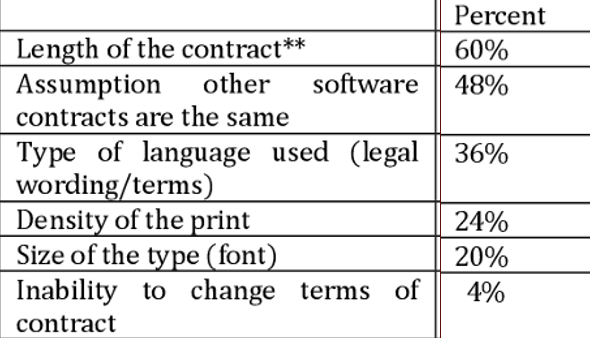 Percent
Length of the contract** 60%
Assumption other software 48%
contracts are the same
Type of language used (legal 36%
wording/terms)
Density of the print 24%
Size of the type (font) 20%
Inability to change terms of 4%
contract